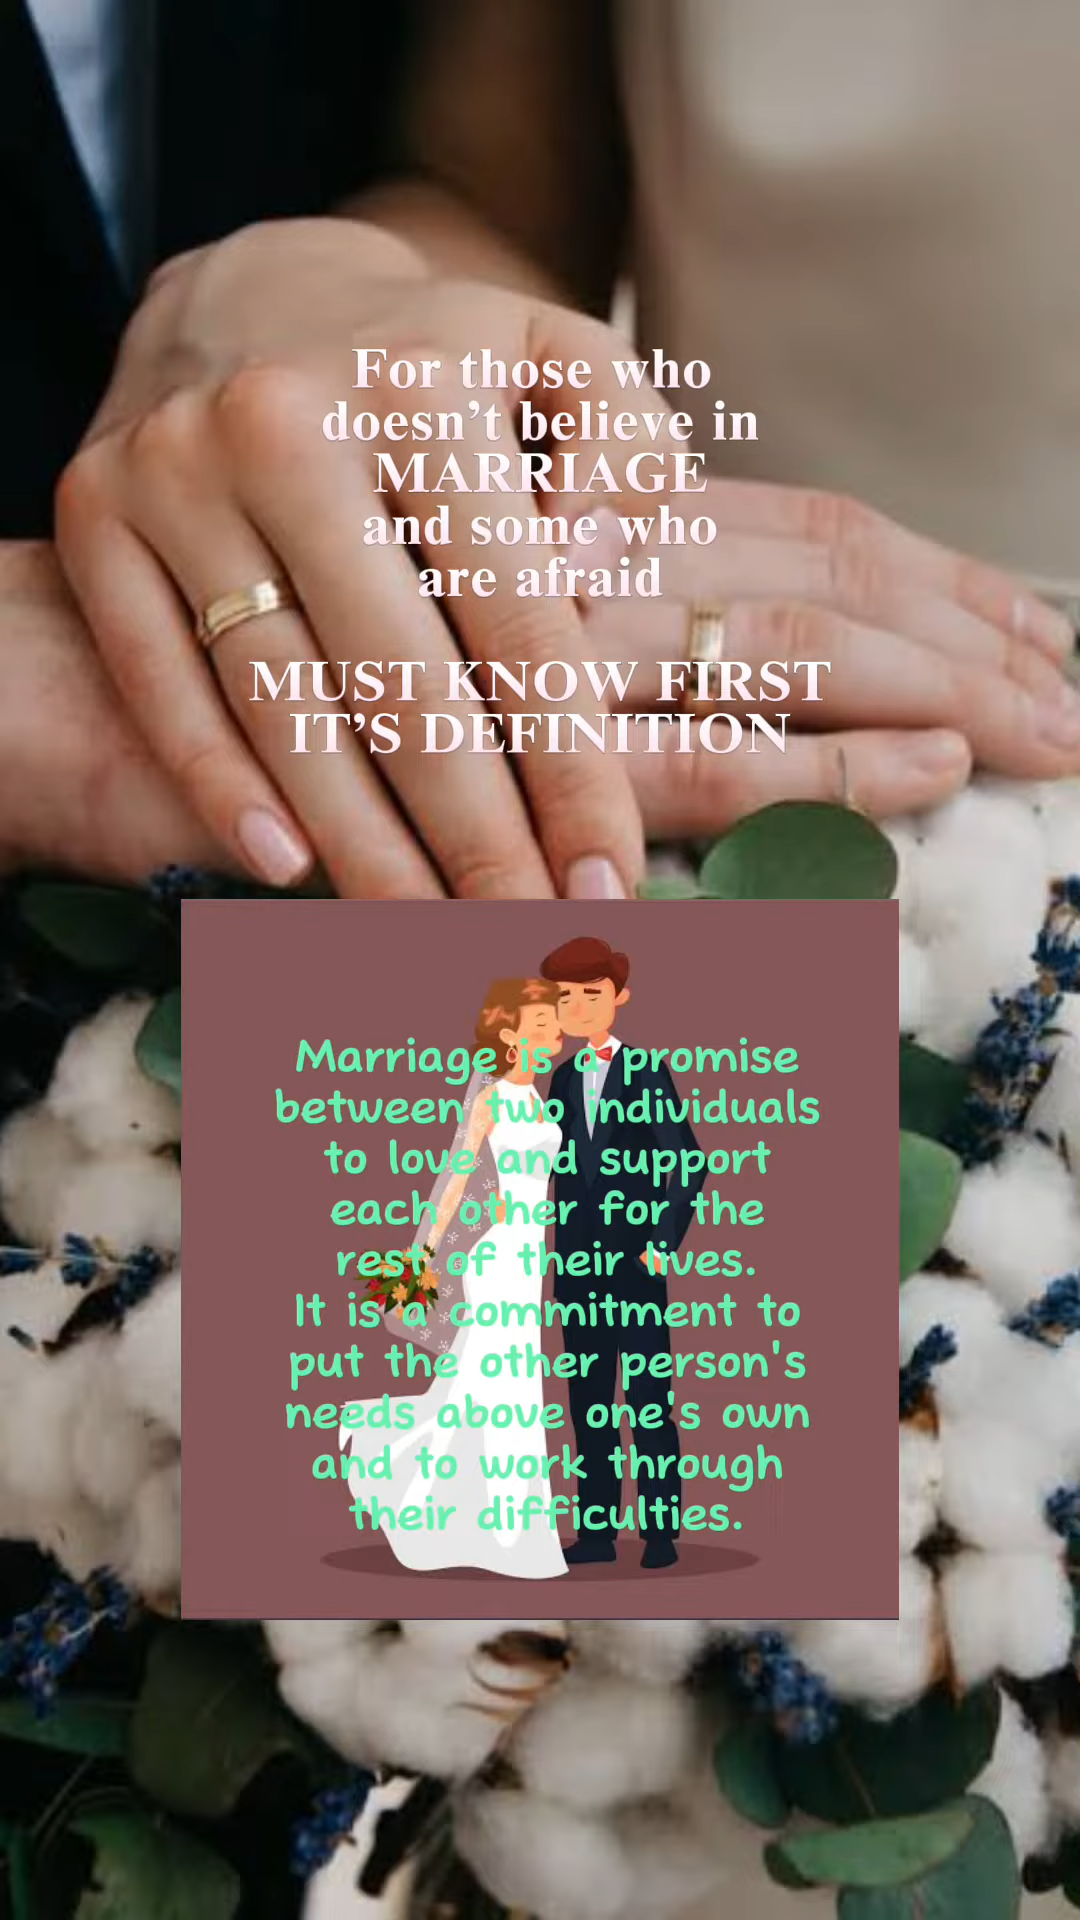 For those who
doesn’t believe in
MARRIAGE
and some who
are afraid
MUST KNOW FIRST
IT’S DEFINITION
Marriage is a promise
between two individuals
to love and support
each other for the
rest of their lives.
It is a commitment to
put the other person's
needs above one's own
and to work through
their difficulties.